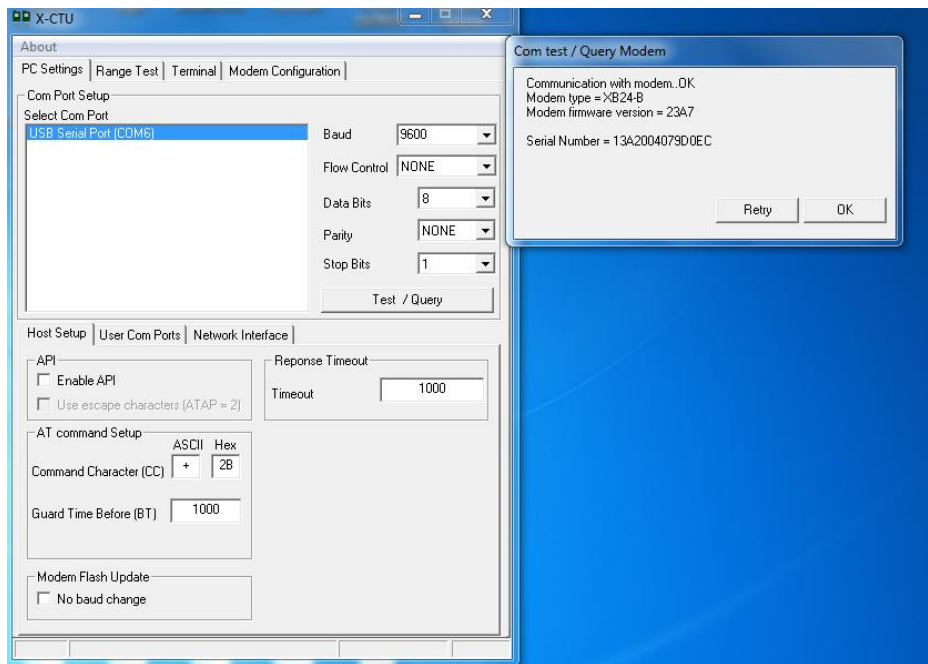 X-CTU
About
PC Settings Range Test Terminal Modem Configuration
Com Port Setup
Select Com Port
USB Serial Port (COM6)
Baud 9600
Flow Control NONE
Data Bits 8
Parity NONE
Stop Bits 1
Test / Query
Host Setup User Com Ports Network Interface
API
Enable API
Use escape characters (ATAP = 2)
Reponse Timeout
Timeout 1000
AT command Setup
ASCII Hex
Command Character (CC) + 2B
Guard Time Before (BT) 1000
Modem Flash Update
No baud change
Com test / Query Modem
Communication with modem..OK
Modem type = XB24-B
Modem firmware version = 23A7
Serial Number = 13A2004079D0EC
Retry OK